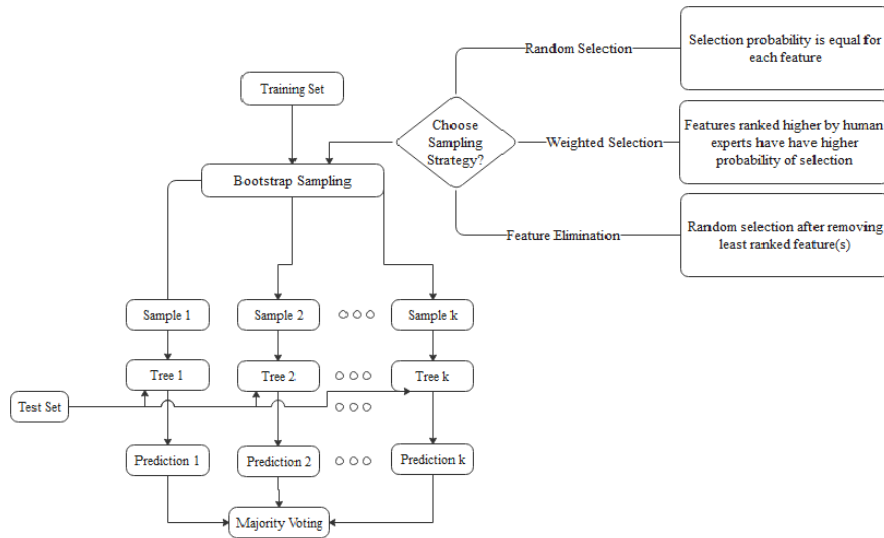 Random Selection
Selection probability is equal for
each feature
Training Set
Choose
Sampling
Strategy?
Weighted Selection
Features ranked higher by human
experts have have higher
probability of selection
Bootstrap Sampling
Feature Elimination
Random selection after removing
least ranked feature(s)
Sample 1
Sample 2
Sample k
Tree 1
Tree 2
Tree k
Test Set
Prediction 1
Prediction 2
Prediction k
Majority Voting